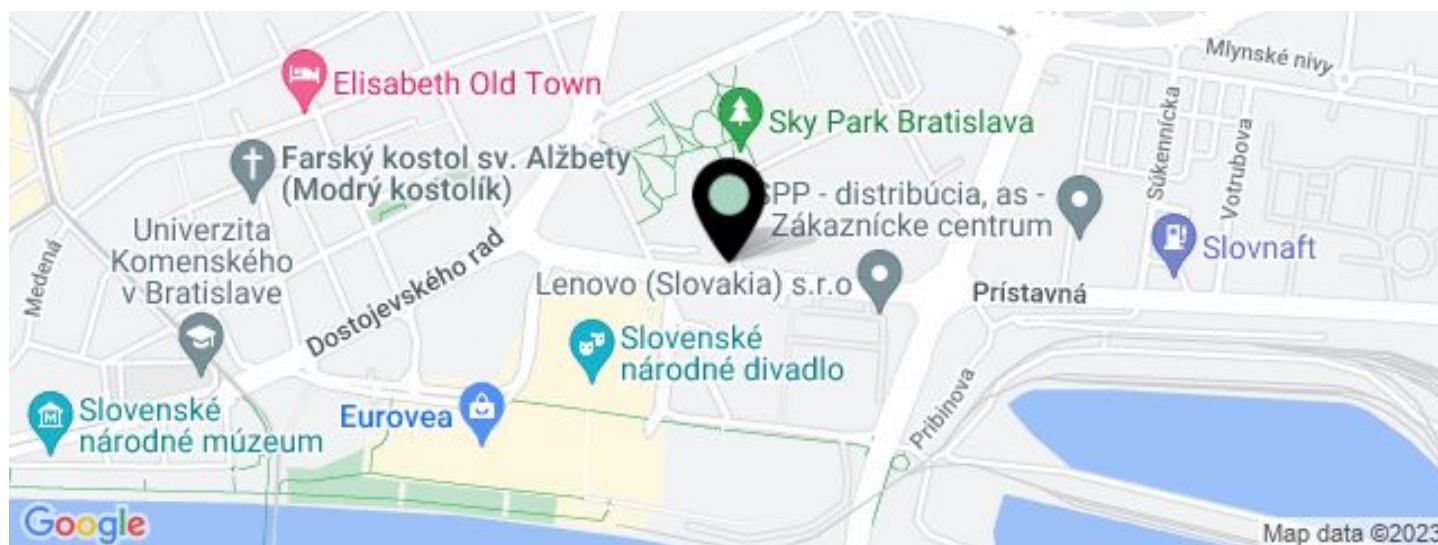 Mlynské nivy
Elisabeth Old Town
Sky Park Bratislava
Súkennícka
Votrubova
Farský kostol sv. Alžbety
(Modrý kostolík)
SPP - distribúcia, as -
Zákaznícke centrum
Univerzita
Komenského
v Bratislave
Medená
Slovnaft
Dostojevského rad
Lenovo (Slovakia) s.r.o
Prístavná
Slovenské
národné divadlo
Pribinova
Eurovea
Slovenské
národné múzeum
Google
Map data ©2023